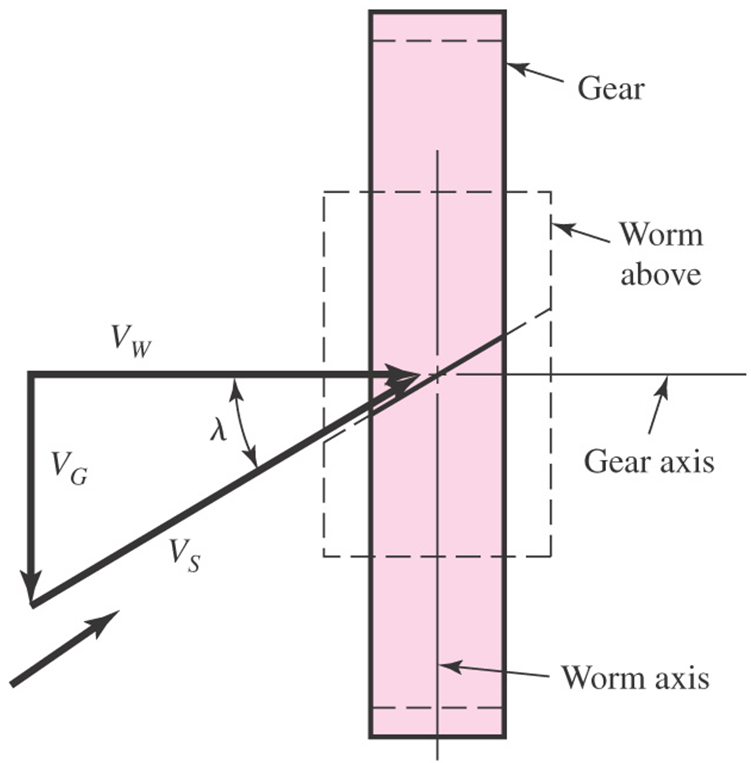 Gear
Worm
above
V_W
λ
V_G
Gear axis
V_S
Worm axis